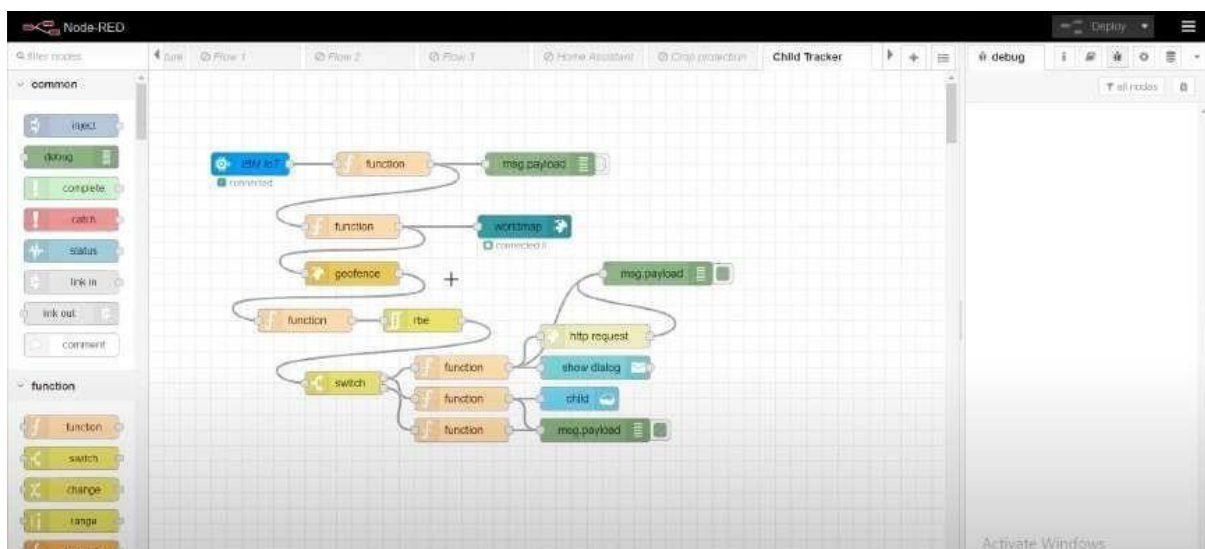 Node-RED
Deploy
filter nodes
Flow 1
Flow 2
Flow 3
Home Assistant
Crop protection
Child Tracker
debug
i
all nodes
common
inject
debug
complete
catch
status
link in
link out
comment
function
function
switch
change
range
IBM IoT
connected
function
msg.payload
function
worldmap
geofence
msg.payload
function
rbe
http request
switch
function
show dialog
function
child
function
msg.payload
Activate Windows